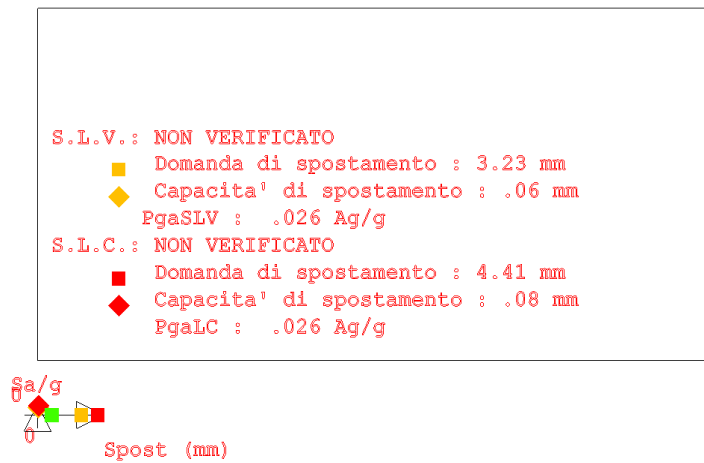 S.L.V.: NON VERIFICATO
Domanda di spostamento : 3.23 mm
Capacita' di spostamento : .06 mm
PgaSLV : .026 Ag/g
S.L.C.: NON VERIFICATO
Domanda di spostamento : 4.41 mm
Capacita' di spostamento : .08 mm
PgaLC : .026 Ag/g
Sa/g
0
0
Spost (mm)